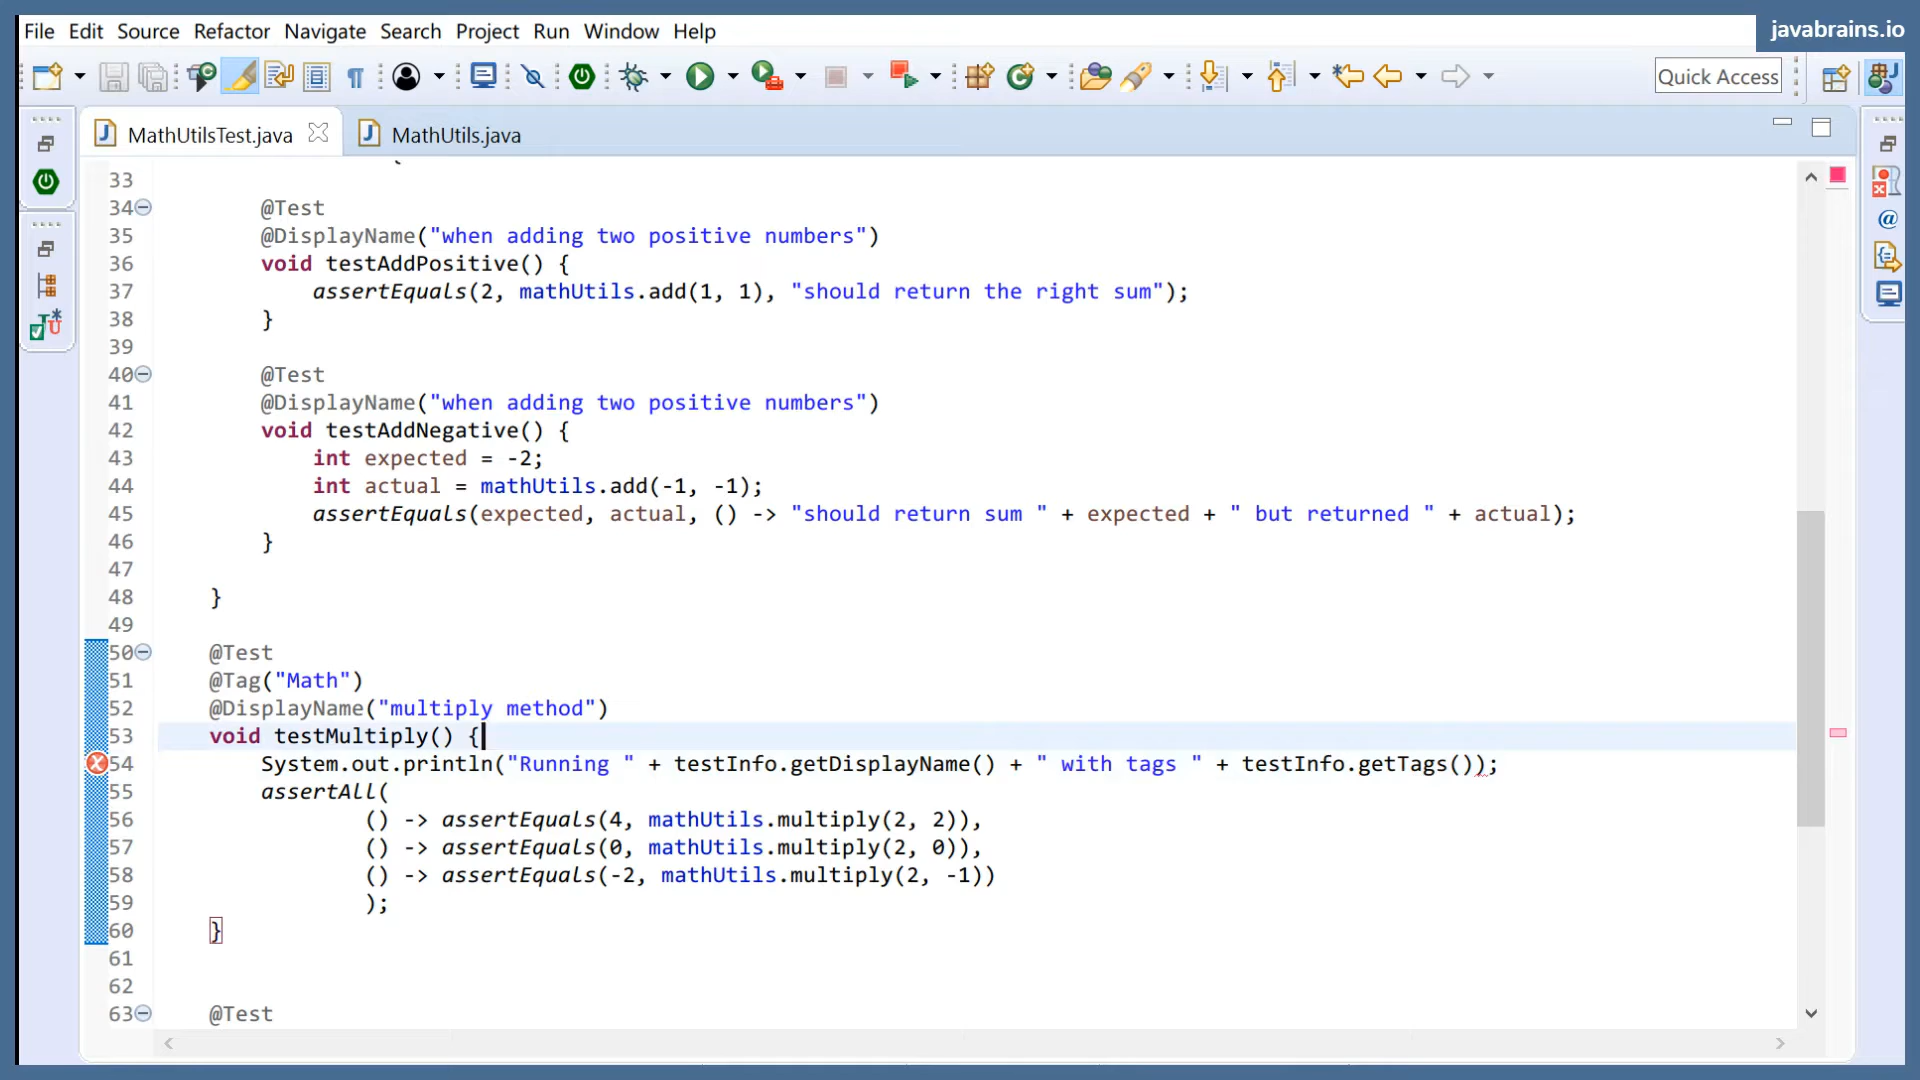 javabrains.io
File Edit Source Refactor Navigate Search Project Run Window Help
Quick Access
MathUtilsTest.java MathUtils.java
33
34 @Test
35 @DisplayName("when adding two positive numbers")
36 void testAddPositive() {
37 assertEquals(2, mathUtils.add(1, 1), "should return the right sum");
38 }
39
40 @Test
41 @DisplayName("when adding two positive numbers")
42 void testAddNegative() {
43 int expected = -2;
44 int actual = mathUtils.add(-1, -1);
45 assertEquals(expected, actual, () -> "should return sum " + expected + " but returned " + actual);
46 }
47
48 }
49
50 @Test
51 @Tag("Math")
52 @DisplayName("multiply method")
53 void testMultiply() {
54 System.out.println("Running " + testInfo.getDisplayName() + " with tags " + testInfo.getTags());
55 assertAll(
56 () -> assertEquals(4, mathUtils.multiply(2, 2)),
57 () -> assertEquals(0, mathUtils.multiply(2, 0)),
58 () -> assertEquals(-2, mathUtils.multiply(2, -1))
59 );
60 }
61
62
63 @Test